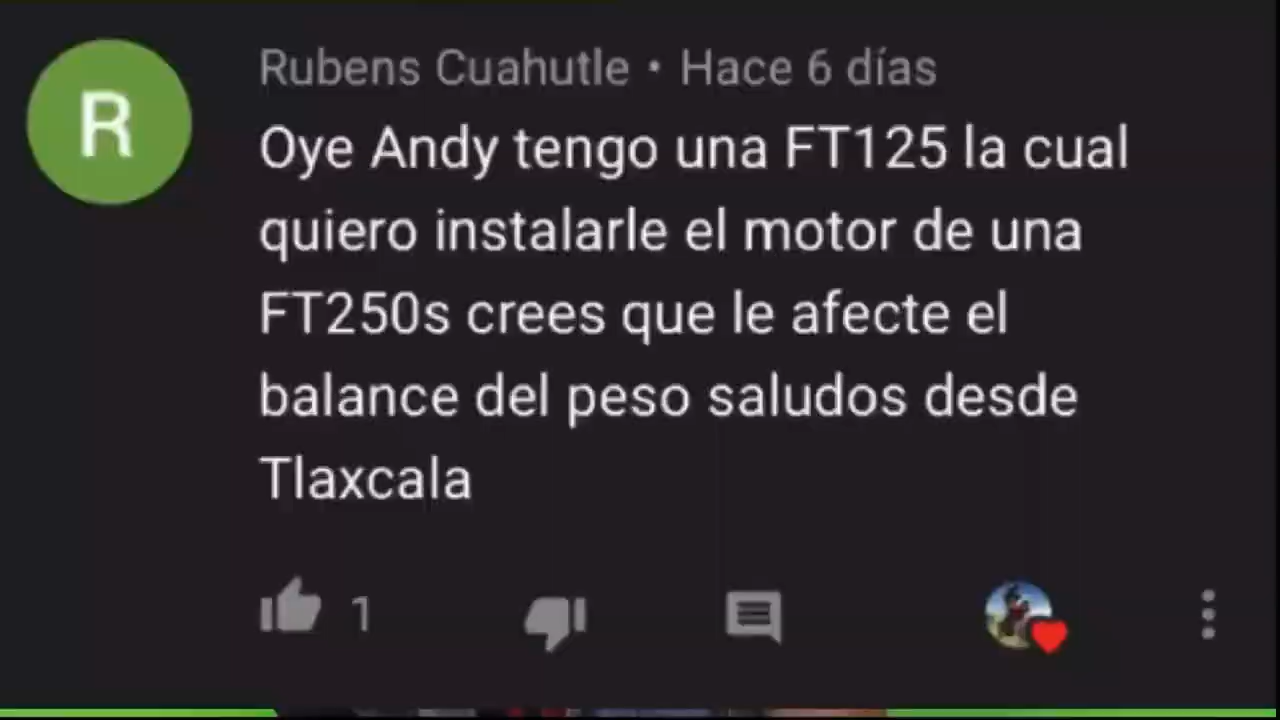 R
Rubens Cuahutle • Hace 6 días
Oye Andy tengo una FT125 la cual
quiero instalarle el motor de una
FT250s crees que le afecte el
balance del peso saludos desde
Tlaxcala
1